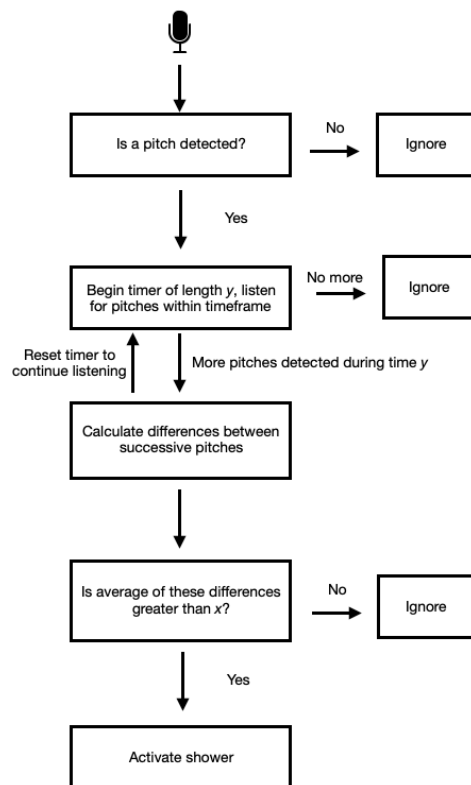 Is a pitch detected?
No
Ignore
Yes
Begin timer of length y, listen
for pitches within timeframe
No more
Ignore
Reset timer to
continue listening
More pitches detected during time y
Calculate differences between
successive pitches
Is average of these differences
greater than x?
No
Ignore
Yes
Activate shower